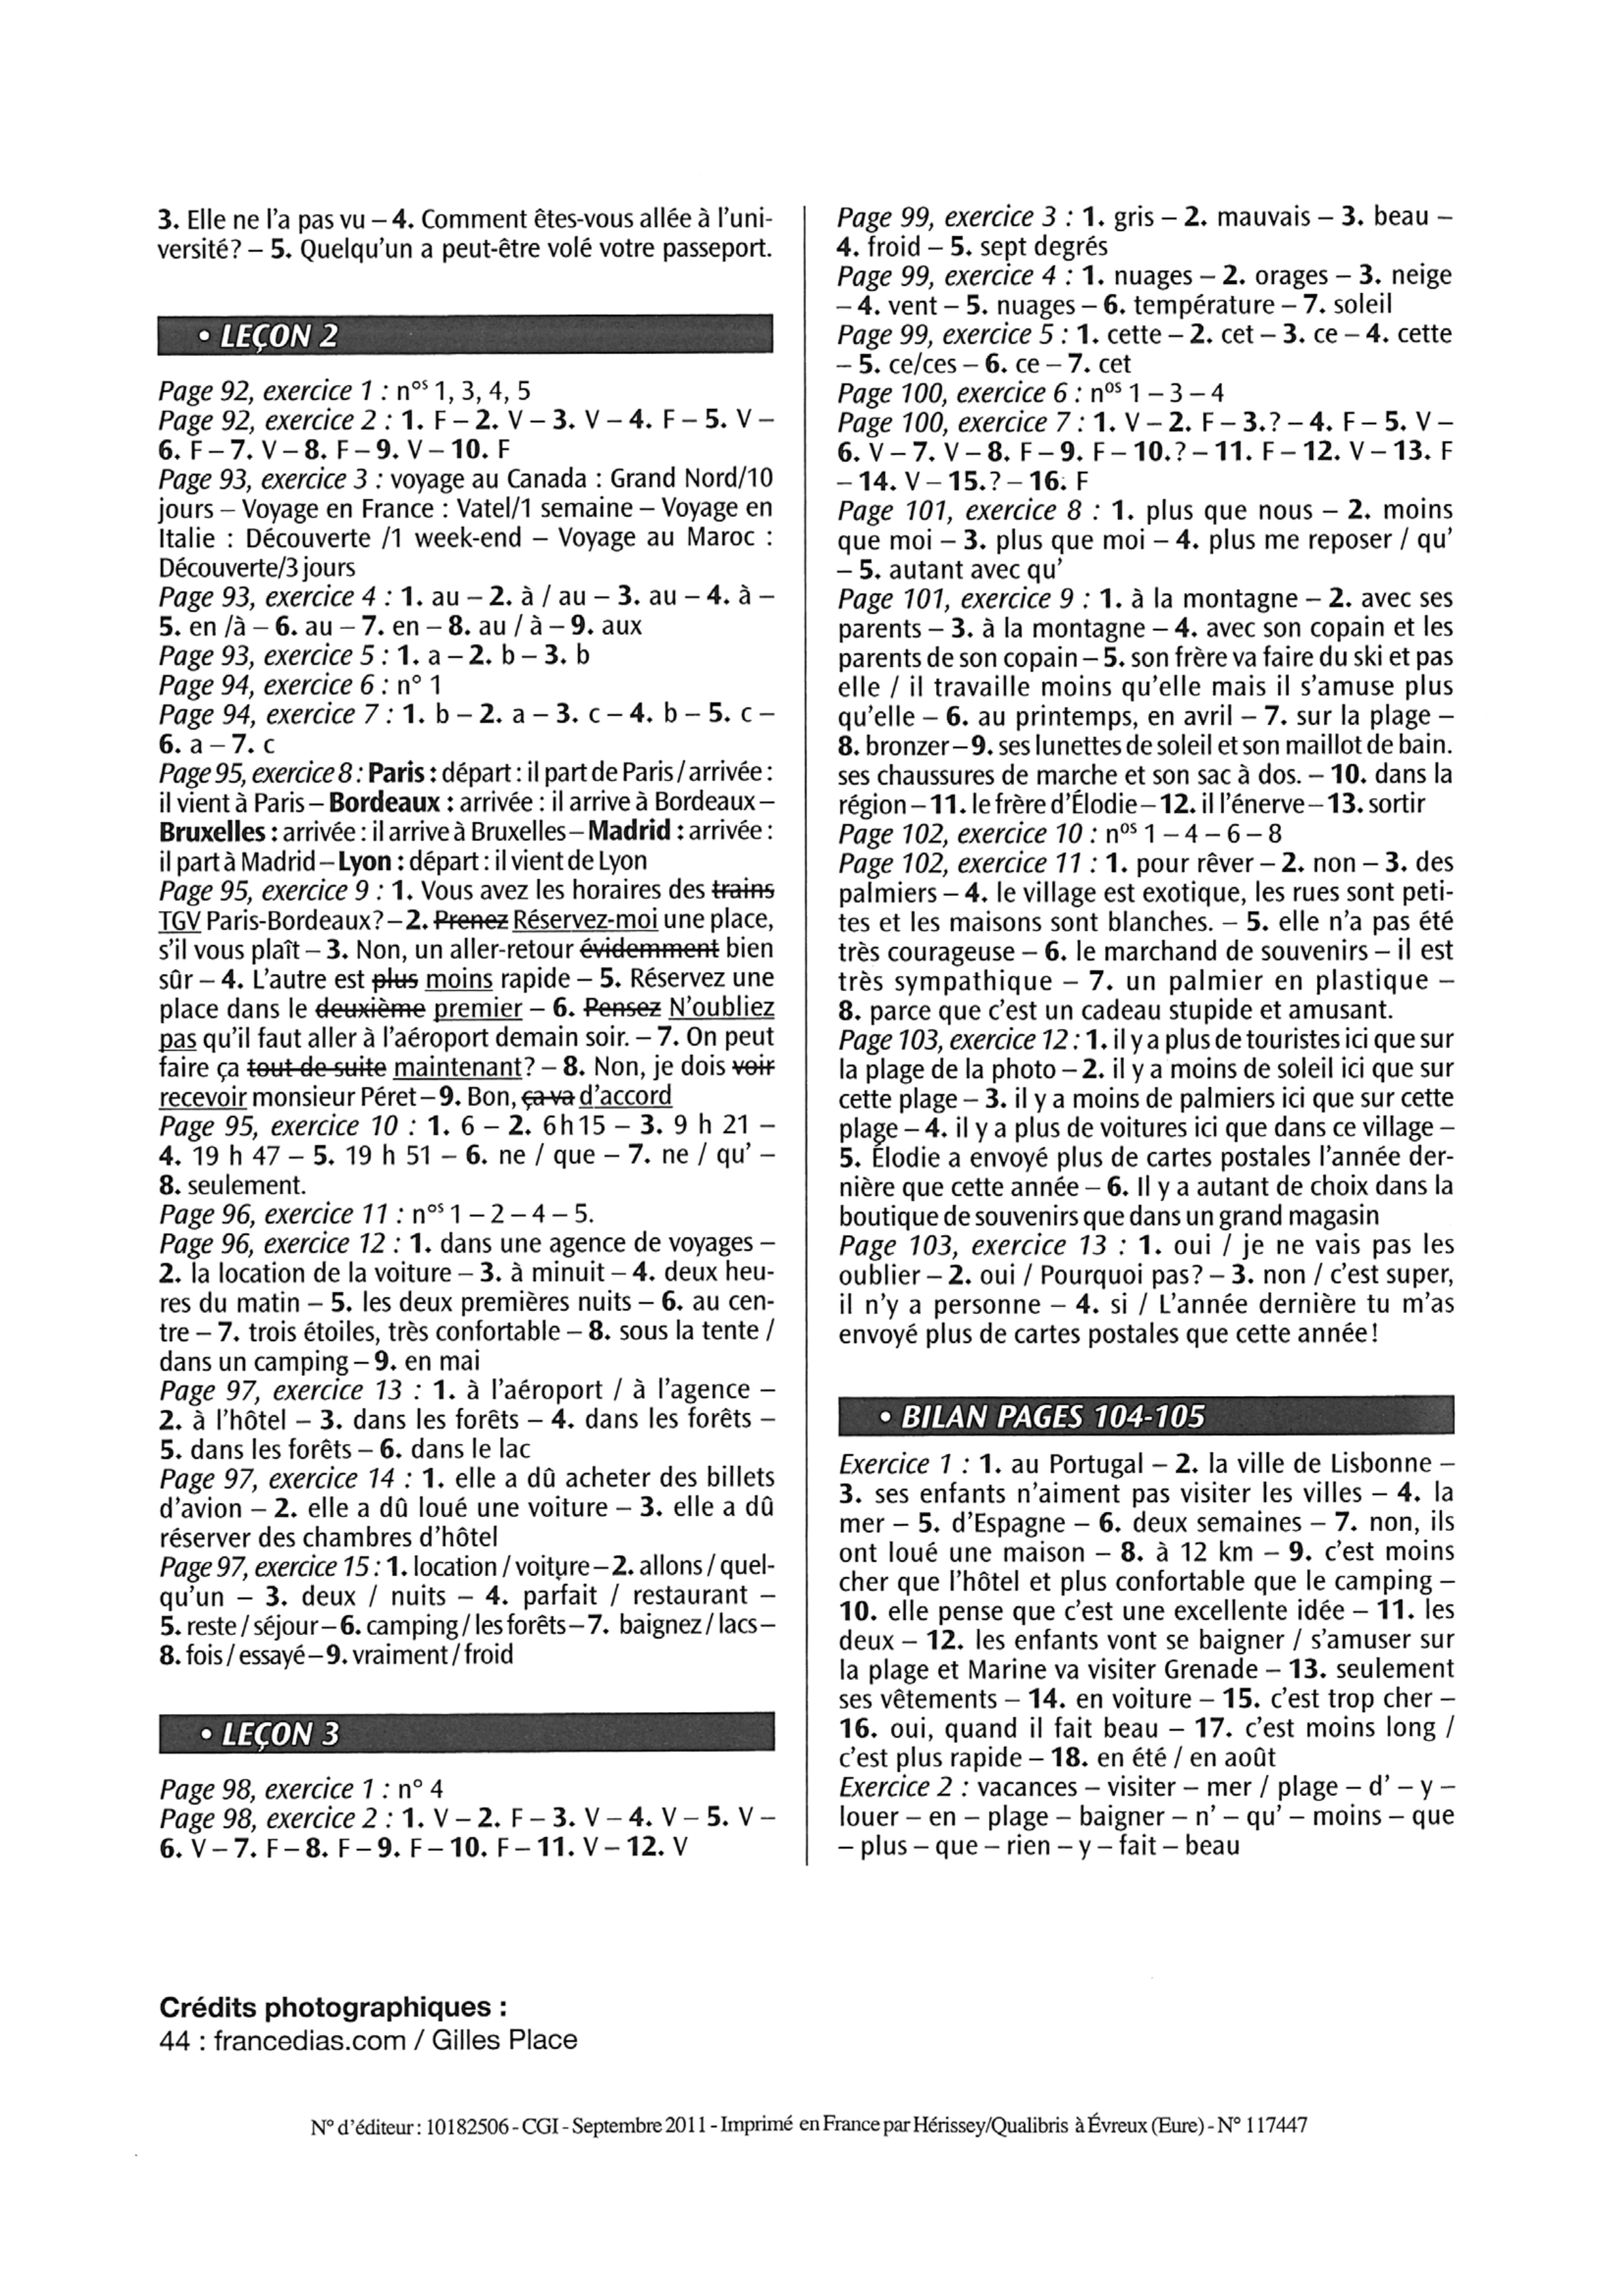 3. Elle ne l'a pas vu – 4. Comment êtes-vous allée à l'uni-
versité? – 5. Quelqu'un a peut-être volé votre passeport.
• LEÇON 2
Page 92, exercice 1 : nos 1, 3, 4, 5
Page 92, exercice 2 : 1. F – 2. V – 3. V – 4. F – 5. V –
6. F – 7. V – 8. F – 9. V – 10. F
Page 93, exercice 3 : voyage au Canada : Grand Nord/10
jours – Voyage en France : Vatel/1 semaine – Voyage en
Italie : Découverte /1 week-end – Voyage au Maroc :
Découverte/3 jours
Page 93, exercice 4 : 1. au – 2. à / au – 3. au – 4. à –
5. en /à – 6. au – 7. en – 8. au / à – 9. aux
Page 93, exercice 5 : 1. a – 2. b – 3. b
Page 94, exercice 6 : n° 1
Page 94, exercice 7 : 1. b – 2. a – 3. c – 4. b – 5. c –
6. a – 7. c
Page 95, exercice 8 : Paris : départ : il part de Paris / arrivée :
il vient à Paris – Bordeaux : arrivée : il arrive à Bordeaux –
Bruxelles : arrivée : il arrive à Bruxelles – Madrid : arrivée :
il part à Madrid – Lyon : départ : il vient de Lyon
Page 95, exercice 9 : 1. Vous avez les horaires des trains
TGV Paris-Bordeaux? – 2. Prenez Réservez-moi une place,
s'il vous plaît – 3. Non, un aller-retour évidemment bien
sûr – 4. L'autre est plus moins rapide – 5. Réservez une
place dans le deuxième premier – 6. Pensez N'oubliez
pas qu'il faut aller à l'aéroport demain soir. – 7. On peut
faire ça tout de suite maintenant? – 8. Non, je dois voir
recevoir monsieur Péret – 9. Bon, ça va d'accord
Page 95, exercice 10 : 1. 6 – 2. 6h15 – 3. 9 h 21 –
4. 19 h 47 – 5. 19 h 51 – 6. ne / que – 7. ne / qu' –
8. seulement.
Page 96, exercice 11 : nos 1 – 2 – 4 – 5.
Page 96, exercice 12 : 1. dans une agence de voyages –
2. la location de la voiture – 3. à minuit – 4. deux heu-
res du matin – 5. les deux premières nuits – 6. au cen-
tre – 7. trois étoiles, très confortable – 8. sous la tente /
dans un camping – 9. en mai
Page 97, exercice 13 : 1. à l'aéroport / à l'agence –
2. à l'hôtel – 3. dans les forêts – 4. dans les forêts –
5. dans les forêts – 6. dans le lac
Page 97, exercice 14 : 1. elle a dû acheter des billets
d'avion – 2. elle a dû loué une voiture – 3. elle a dû
réserver des chambres d'hôtel
Page 97, exercice 15 : 1. location / voiture – 2. allons / quel-
qu'un – 3. deux / nuits – 4. parfait / restaurant –
5. reste / séjour – 6. camping / les forêts – 7. baignez / lacs –
8. fois / essayé – 9. vraiment / froid
• LEÇON 3
Page 98, exercice 1 : n° 4
Page 98, exercice 2 : 1. V – 2. F – 3. V – 4. V – 5. V –
6. V – 7. F – 8. F – 9. F – 10. F – 11. V – 12. V
Page 99, exercice 3 : 1. gris – 2. mauvais – 3. beau –
4. froid – 5. sept degrés
Page 99, exercice 4 : 1. nuages – 2. orages – 3. neige
– 4. vent – 5. nuages – 6. température – 7. soleil
Page 99, exercice 5 : 1. cette – 2. cet – 3. ce – 4. cette
– 5. ce/ces – 6. ce – 7. cet
Page 100, exercice 6 : nos 1 – 3 – 4
Page 100, exercice 7 : 1. V – 2. F – 3.? – 4. F – 5. V –
6. V – 7. V – 8. F – 9. F – 10.? – 11. F – 12. V – 13. F
– 14. V – 15.? – 16. F
Page 101, exercice 8 : 1. plus que nous – 2. moins
que moi – 3. plus que moi – 4. plus me reposer / qu'
– 5. autant avec qu'
Page 101, exercice 9 : 1. à la montagne – 2. avec ses
parents – 3. à la montagne – 4. avec son copain et les
parents de son copain – 5. son frère va faire du ski et pas
elle / il travaille moins qu'elle mais il s'amuse plus
qu'elle – 6. au printemps, en avril – 7. sur la plage –
8. bronzer – 9. ses lunettes de soleil et son maillot de bain.
ses chaussures de marche et son sac à dos. – 10. dans la
région – 11. le frère d'Élodie – 12. il l'énerve – 13. sortir
Page 102, exercice 10 : nos 1 – 4 – 6 – 8
Page 102, exercice 11 : 1. pour rêver – 2. non – 3. des
palmiers – 4. le village est exotique, les rues sont peti-
tes et les maisons sont blanches. – 5. elle n'a pas été
très courageuse – 6. le marchand de souvenirs – il est
très sympathique – 7. un palmier en plastique –
8. parce que c'est un cadeau stupide et amusant.
Page 103, exercice 12 : 1. il y a plus de touristes ici que sur
la plage de la photo – 2. il y a moins de soleil ici que sur
cette plage – 3. il y a moins de palmiers ici que sur cette
plage – 4. il y a plus de voitures ici que dans ce village –
5. Élodie a envoyé plus de cartes postales l'année der-
nière que cette année – 6. Il y a autant de choix dans la
boutique de souvenirs que dans un grand magasin
Page 103, exercice 13 : 1. oui / je ne vais pas les
oublier – 2. oui / Pourquoi pas? – 3. non / c'est super,
il n'y a personne – 4. si / L'année dernière tu m'as
envoyé plus de cartes postales que cette année!
• BILAN PAGES 104-105
Exercice 1 : 1. au Portugal – 2. la ville de Lisbonne –
3. ses enfants n'aiment pas visiter les villes – 4. la
mer – 5. d'Espagne – 6. deux semaines – 7. non, ils
ont loué une maison – 8. à 12 km – 9. c'est moins
cher que l'hôtel et plus confortable que le camping –
10. elle pense que c'est une excellente idée – 11. les
deux – 12. les enfants vont se baigner / s'amuser sur
la plage et Marine va visiter Grenade – 13. seulement
ses vêtements – 14. en voiture – 15. c'est trop cher –
16. oui, quand il fait beau – 17. c'est moins long /
c'est plus rapide – 18. en été / en août
Exercice 2 : vacances – visiter – mer / plage – d' – y –
louer – en – plage – baigner – n' – qu' – moins – que
– plus – que – rien – y – fait – beau
Crédits photographiques :
44 : francedias.com / Gilles Place
N° d'éditeur : 10182506 - CGI - Septembre 2011 - Imprimé en France par Hérissey/Qualibris à Évreux (Eure) - N° 117447